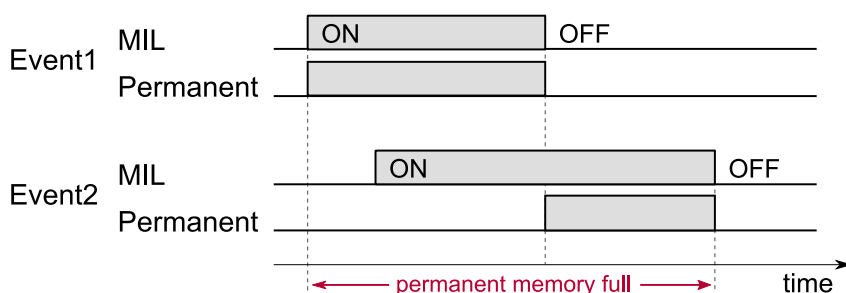 Event1
MIL
ON
OFF
Permanent
Event2
MIL
ON
OFF
Permanent
permanent memory full
time